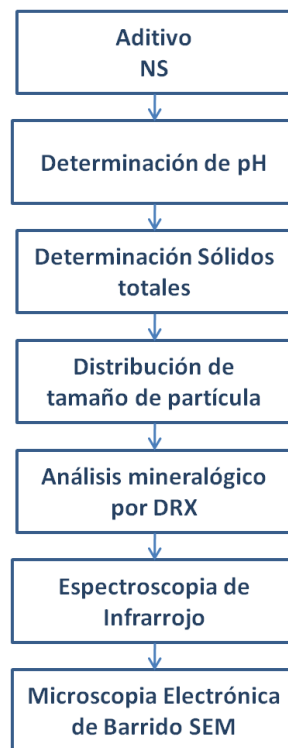 Aditivo
NS
Determinación de pH
Determinación Sólidos
totales
Distribución de
tamaño de partícula
Análisis mineralógico
por DRX
Espectroscopia de
Infrarrojo
Microscopia Electrónica
de Barrido SEM